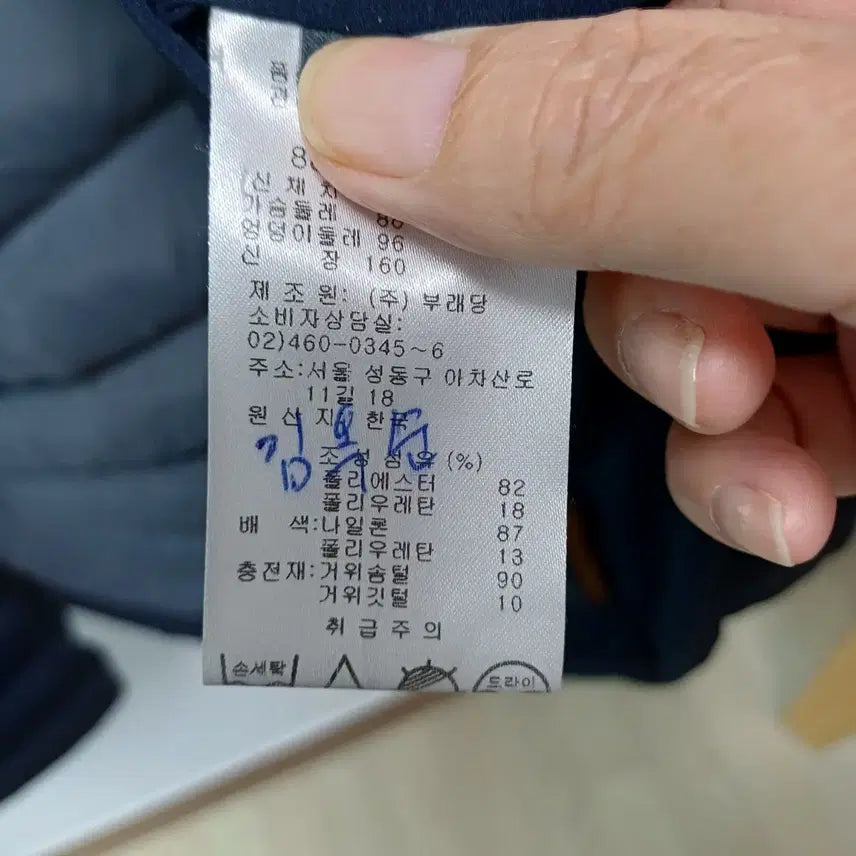 신 체 치
가슴둘레 88
엉덩이둘레 96
신 장 160
제 조 원: (주) 부래당
소비자상담실:
02)460-0345~6
주소:서울 성동구 아차산로
11길 18
원 산 지: 한국
김옥금
조성섬유(%)
폴리에스터 82
폴리우레탄 18
배 색:나일론 87
폴리우레탄 13
충전재:거위솜털 90
거위깃털 10
취 급 주 의
손세탁
드라이